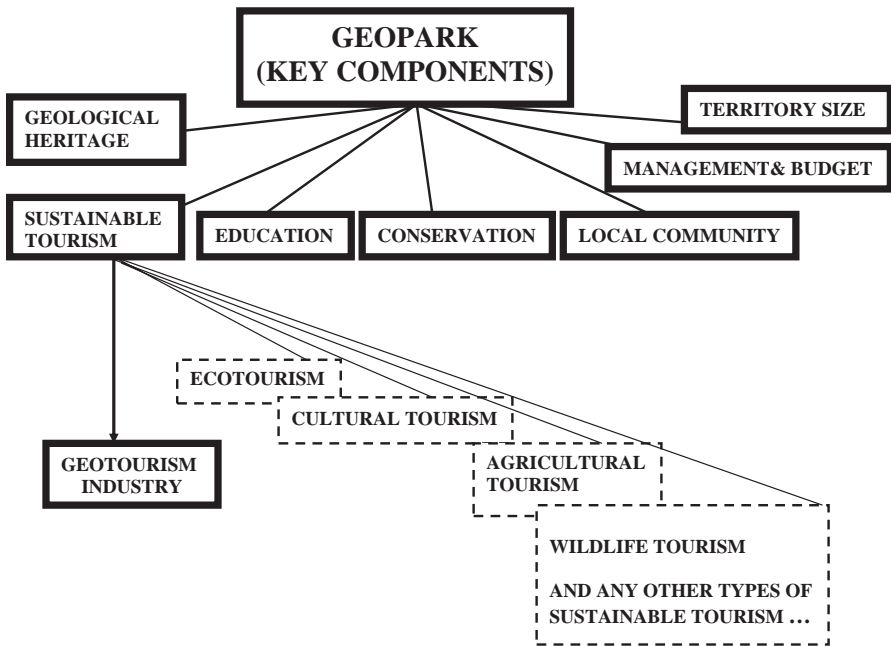 GEOPARK
(KEY COMPONENTS)
GEOLOGICAL
HERITAGE
TERRITORY SIZE
MANAGEMENT& BUDGET
SUSTAINABLE
TOURISM
EDUCATION
CONSERVATION
LOCAL COMMUNITY
ECOTOURISM
CULTURAL TOURISM
GEOTOURISM
INDUSTRY
AGRICULTURAL
TOURISM
WILDLIFE TOURISM
AND ANY OTHER TYPES OF
SUSTAINABLE TOURISM ...